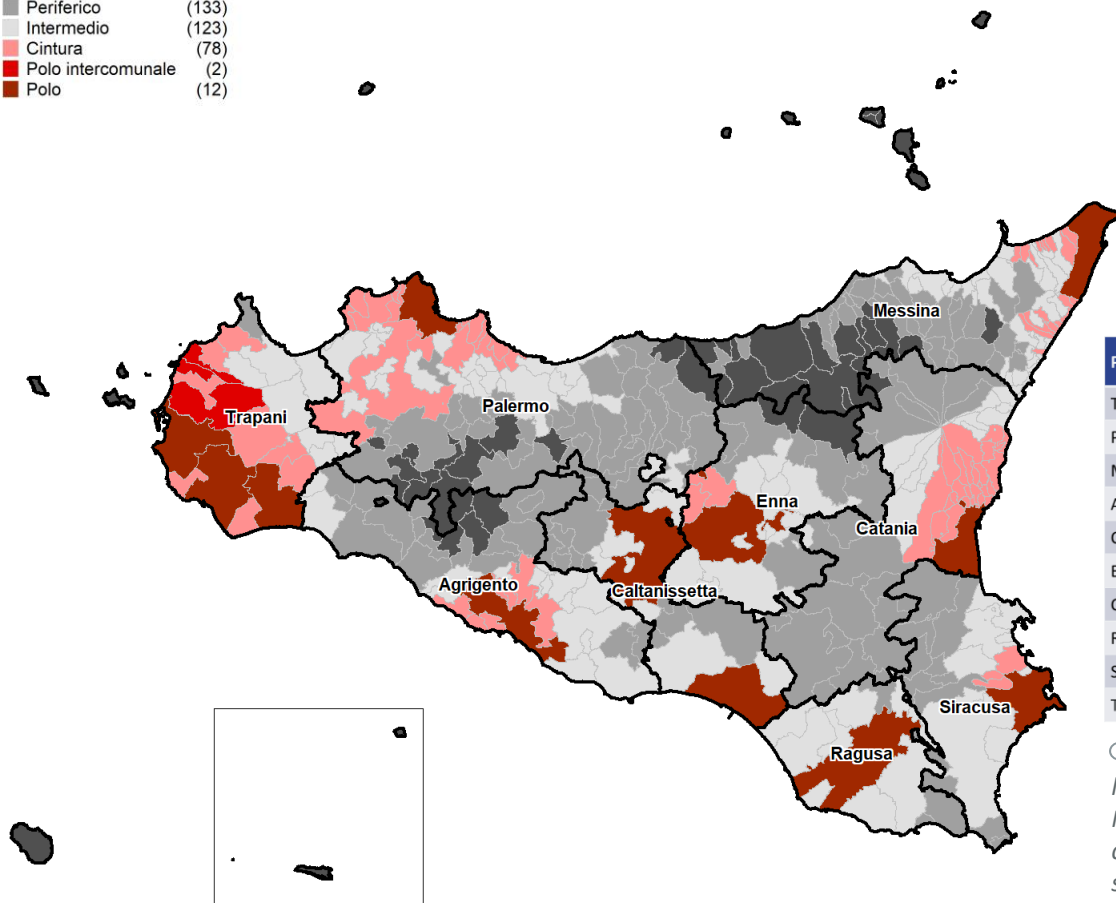 Periferico (133)
Intermedio (123)
Cintura (78)
Polo intercomunale (2)
Polo (12)
Messina
Palermo
Trapani
Enna
Catania
Agrigento
Caltanissetta
Siracusa
Ragusa